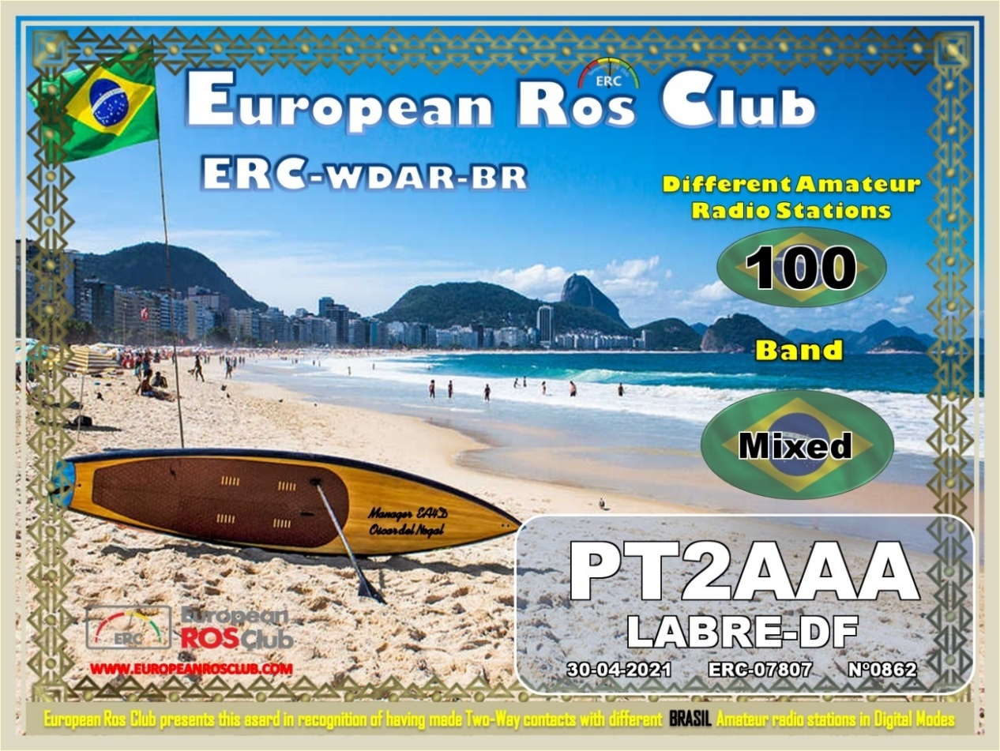 ERC
European Ros Club
ERC-WDAR-BR
Different Amateur
Radio Stations
100
Band
Mixed
Manager EA4D
Oscar del Nogal
PT2AAA
LABRE-DF
30-04-2021 ERC-07807 Nº0862
ERC
European
ROSClub
WWW.EUROPEANROSCLUB.COM
European Ros Club presents this asard in recognition of having made Two-Way contacts with different BRASIL Amateur radio stations in Digital Modes